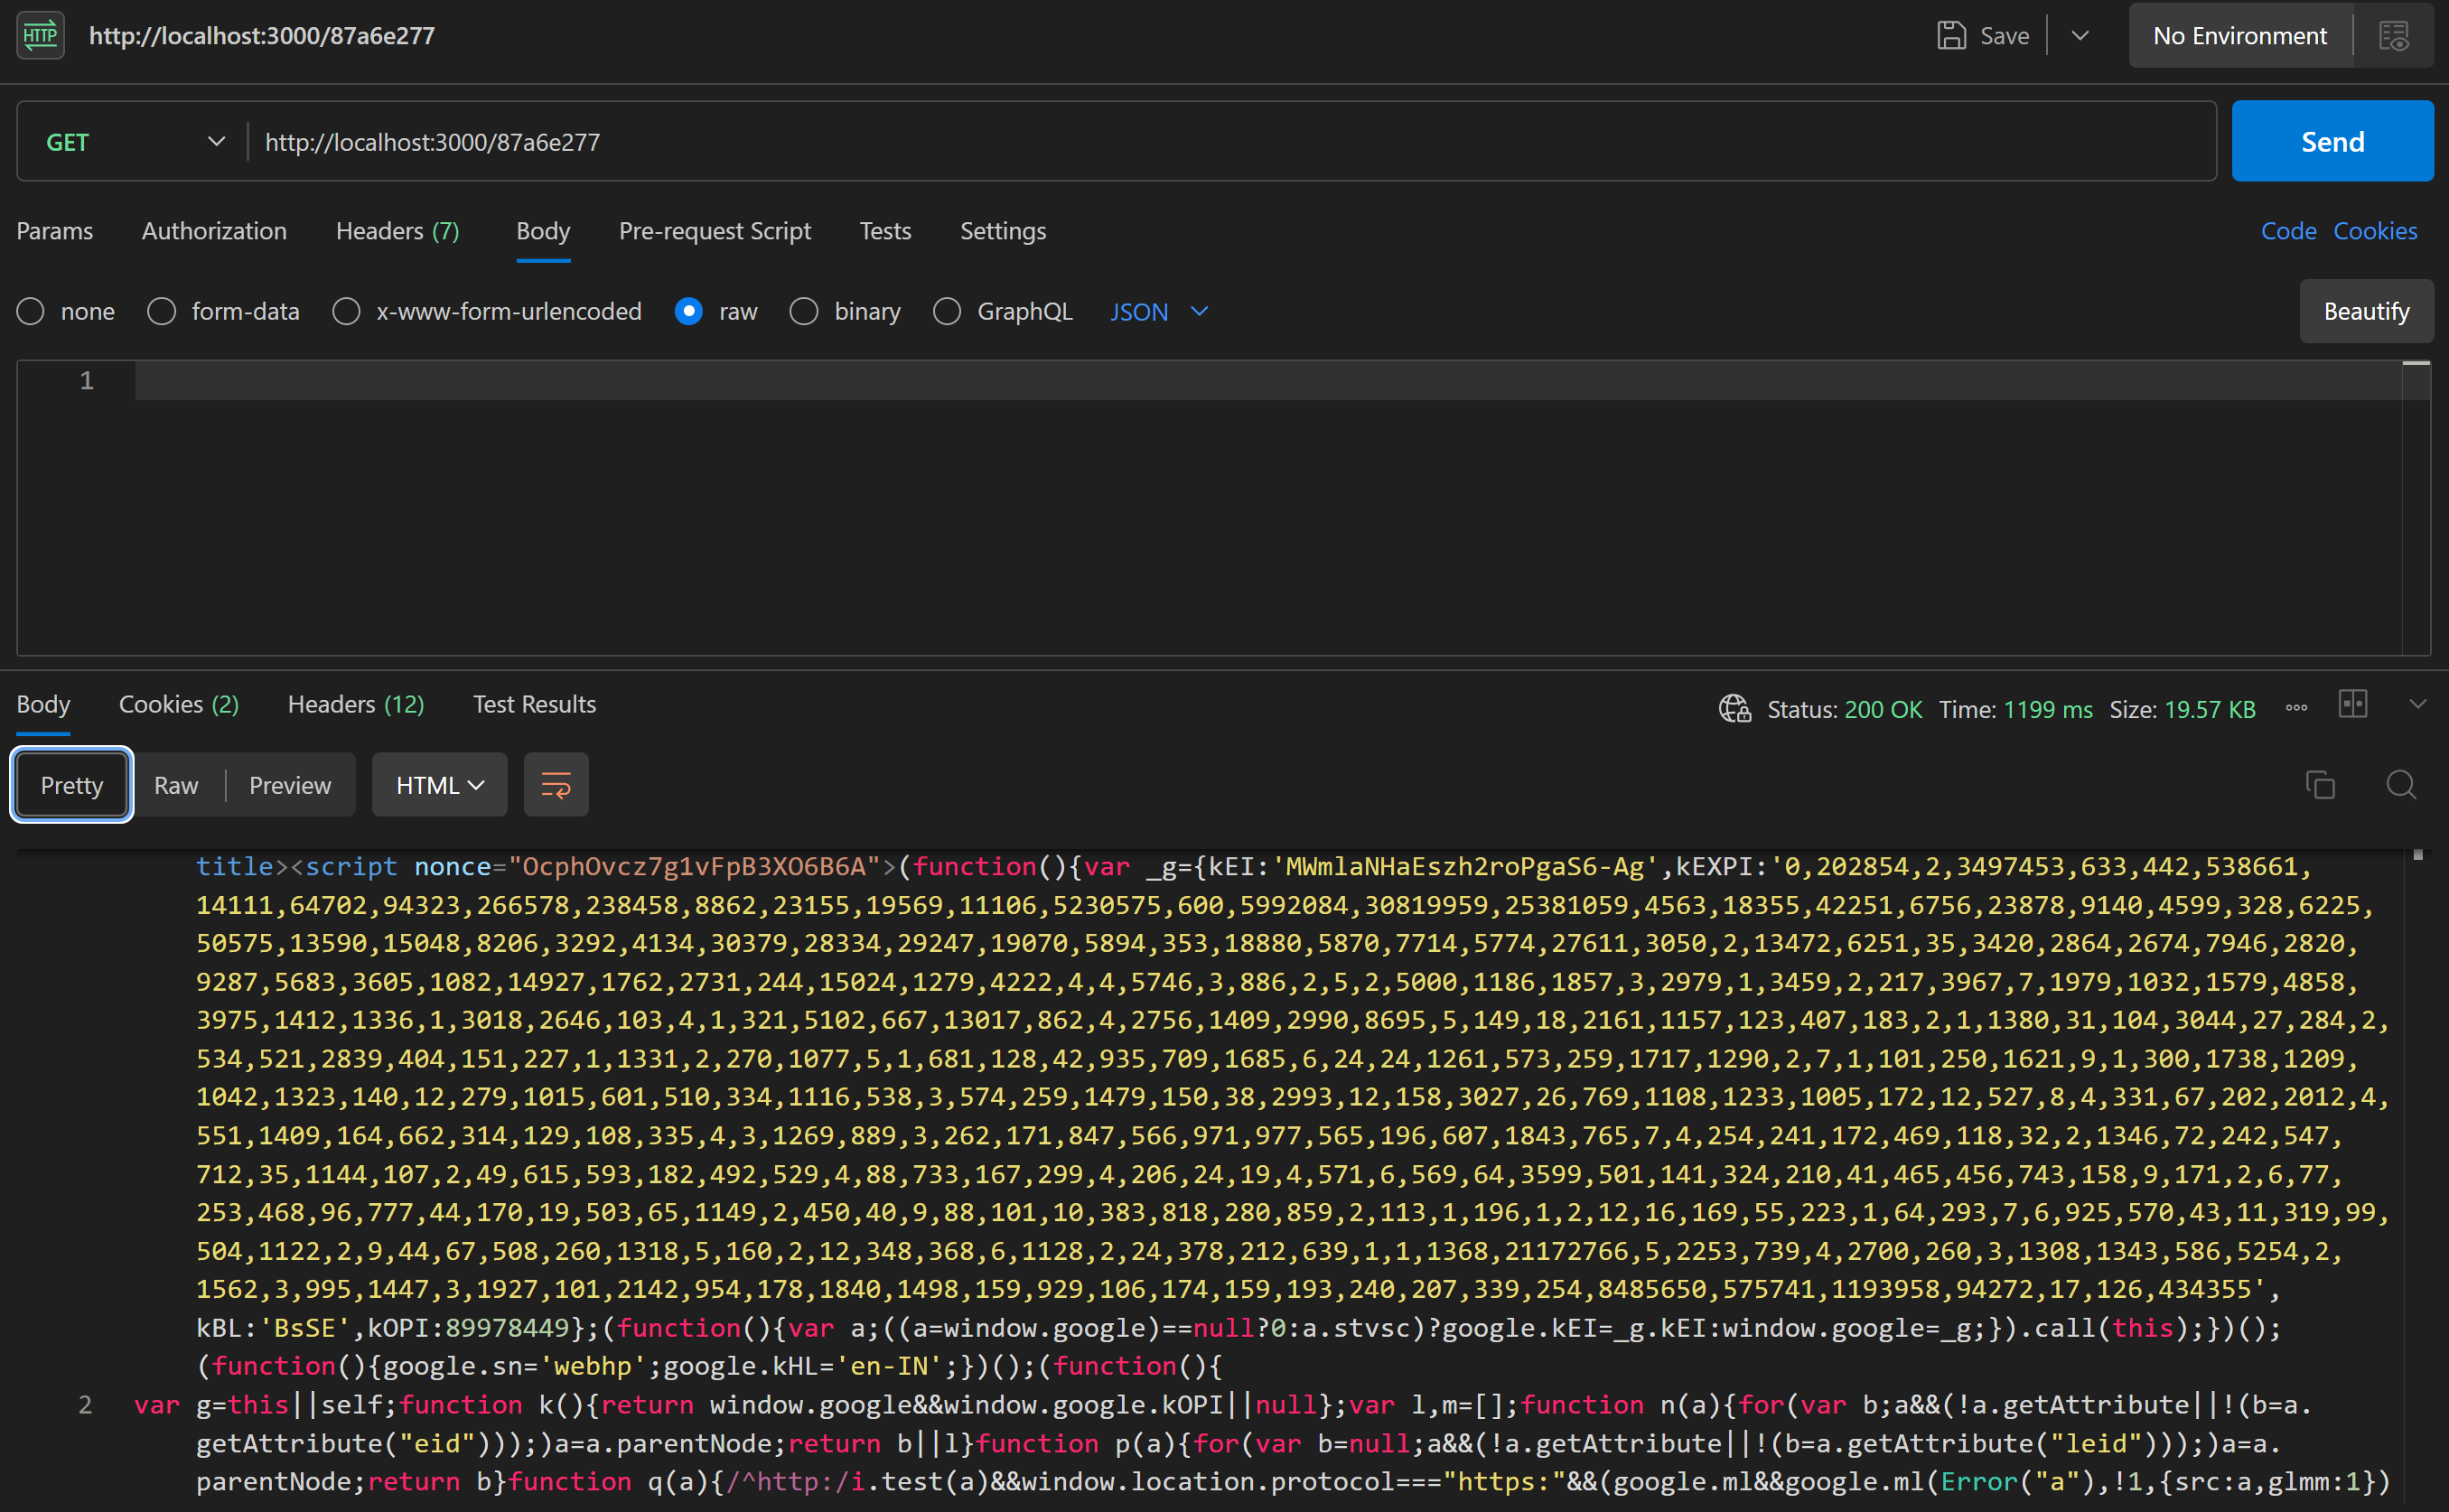 HTTP http://localhost:3000/87a6e277 Save No Environment
GET http://localhost:3000/87a6e277 Send
Params Authorization Headers (7) Body Pre-request Script Tests Settings Code Cookies
none form-data x-www-form-urlencoded raw binary GraphQL JSON Beautify
1
Body Cookies (2) Headers (12) Test Results Status: 200 OK Time: 1199 ms Size: 19.57 KB
Pretty Raw Preview HTML
title><script nonce="OcphOvcz7g1vFpB3XO6B6A">(function(){var _g={kEI:'MWmlaNHaEszh2roPgaS6-Ag',kEXPI:'0,202854,2,3497453,633,442,538661,
14111,64702,94323,266578,238458,8862,23155,19569,11106,5230575,600,5992084,30819959,25381059,4563,18355,42251,6756,23878,9140,4599,328,6225,
50575,13590,15048,8206,3292,4134,30379,28334,29247,19070,5894,353,18880,5870,7714,5774,27611,3050,2,13472,6251,35,3420,2864,2674,7946,2820,
9287,5683,3605,1082,14927,1762,2731,244,15024,1279,4222,4,4,5746,3,886,2,5,2,5000,1186,1857,3,2979,1,3459,2,217,3967,7,1979,1032,1579,4858,
3975,1412,1336,1,3018,2646,103,4,1,321,5102,667,13017,862,4,2756,1409,2990,8695,5,149,18,2161,1157,123,407,183,2,1,1380,31,104,3044,27,284,2,
534,521,2839,404,151,227,1,1331,2,270,1077,5,1,681,128,42,935,709,1685,6,24,24,1261,573,259,1717,1290,2,7,1,101,250,1621,9,1,300,1738,1209,
1042,1323,140,12,279,1015,601,510,334,1116,538,3,574,259,1479,150,38,2993,12,158,3027,26,769,1108,1233,1005,172,12,527,8,4,331,67,202,2012,4,
551,1409,164,662,314,129,108,335,4,3,1269,889,3,262,171,847,566,971,977,565,196,607,1843,765,7,4,254,241,172,469,118,32,2,1346,72,242,547,
712,35,1144,107,2,49,615,593,182,492,529,4,88,733,167,299,4,206,24,19,4,571,6,569,64,3599,501,141,324,210,41,465,456,743,158,9,171,2,6,77,
253,468,96,777,44,170,19,503,65,1149,2,450,40,9,88,101,10,383,818,280,859,2,113,1,196,1,2,12,16,169,55,223,1,64,293,7,6,925,570,43,11,319,99,
504,1122,2,9,44,67,508,260,1318,5,160,2,12,348,368,6,1128,2,24,378,212,639,1,1,1368,21172766,5,2253,739,4,2700,260,3,1308,1343,586,5254,2,
1562,3,995,1447,3,1927,101,2142,954,178,1840,1498,159,929,106,174,159,193,240,207,339,254,8485650,575741,1193958,94272,17,126,434355',
kBL:'BsSE',kOPI:89978449};(function(){var a;((a=window.google)==null?0:a.stvsc)?google.kEI=_g.kEI:window.google=_g;}).call(this);})();
(function(){google.sn='webhp';google.kHL='en-IN';})();(function(){
2 var g=this||self;function k(){return window.google&&window.google.kOPI||null};var l,m=[];function n(a){for(var b;a&&(!a.getAttribute||!(b=a.
getAttribute("eid")));)a=a.parentNode;return b||l}function p(a){for(var b=null;a&&(!a.getAttribute||!(b=a.getAttribute("leid")));)a=a.
parentNode;return b}function q(a){/^http:/i.test(a)&&window.location.protocol==="https:"&&(google.ml&&google.ml(Error("a"),!1,{src:a,glmm:1})